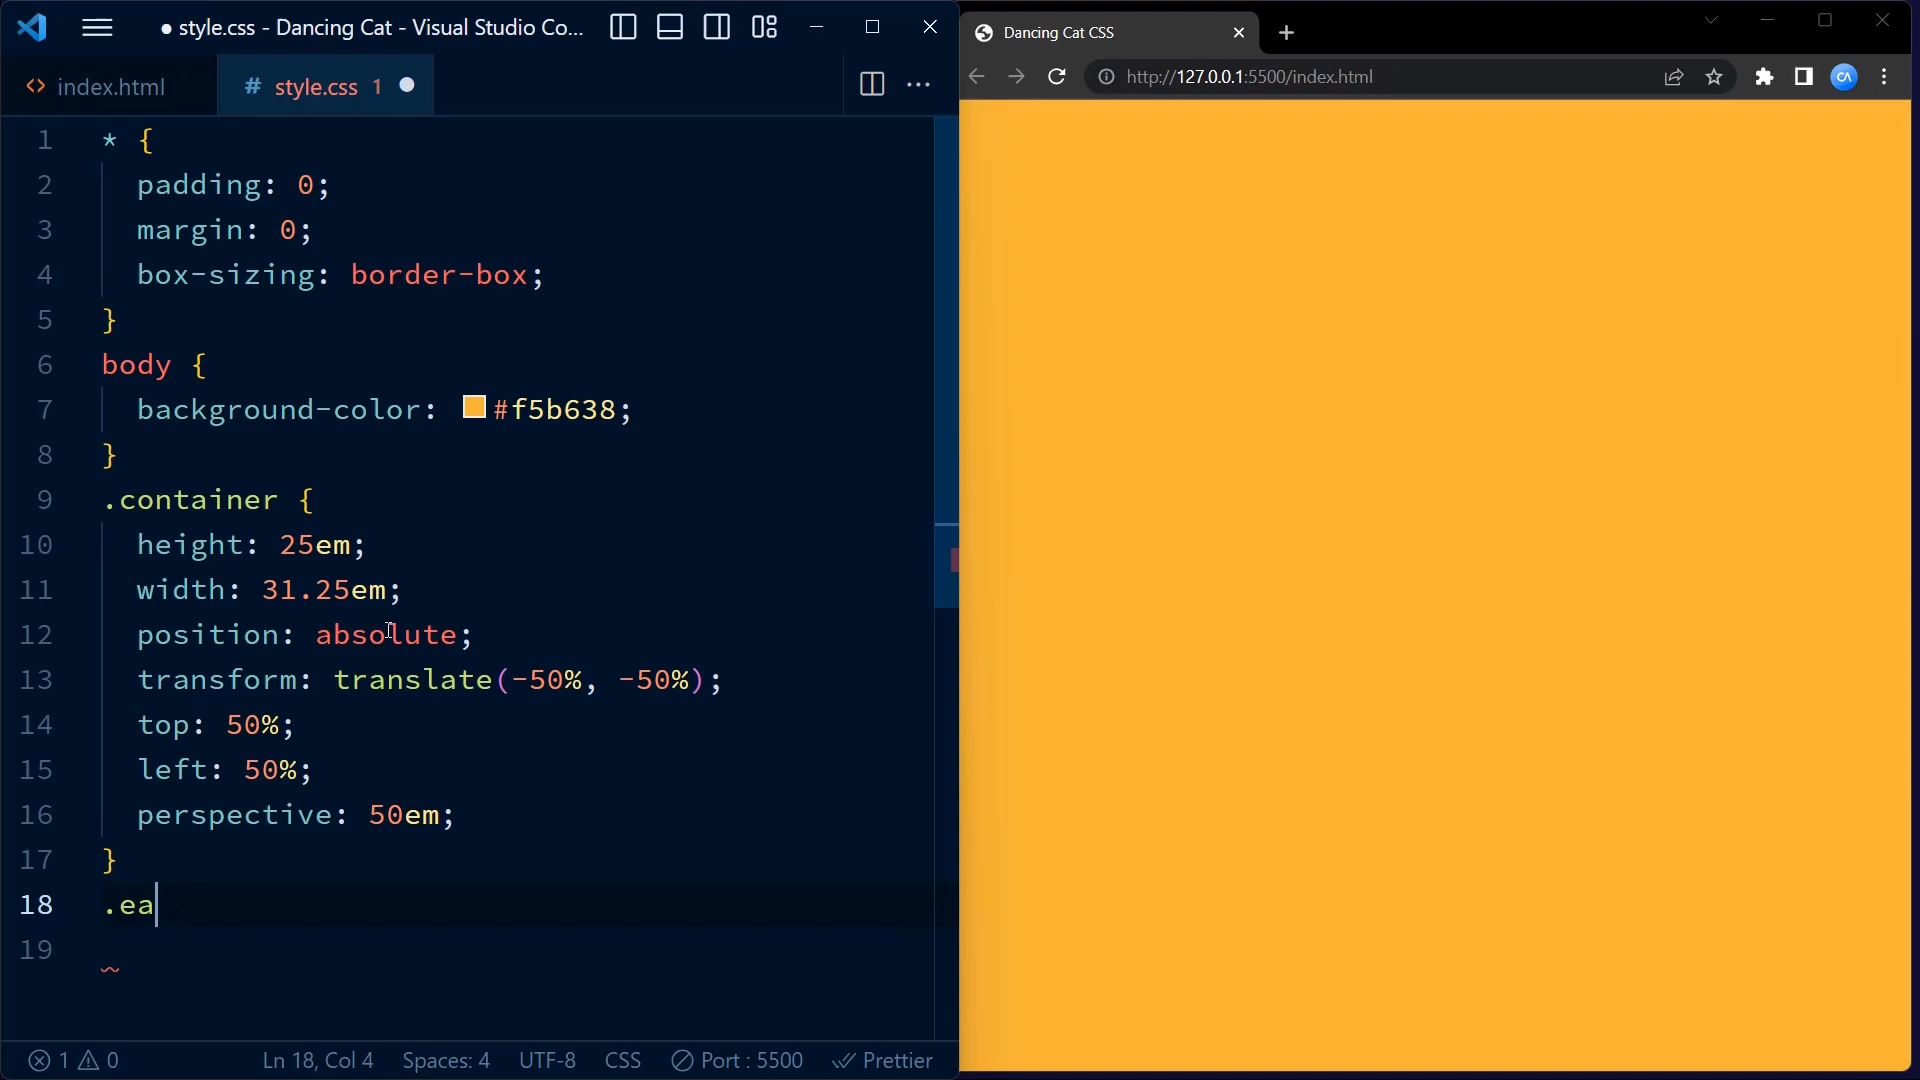 style.css - Dancing Cat - Visual Studio Co...
index.html
# style.css 1
1 * {
2 padding: 0;
3 margin: 0;
4 box-sizing: border-box;
5 }
6 body {
7 background-color: #f5b638;
8 }
9 .container {
10 height: 25em;
11 width: 31.25em;
12 position: absolute;
13 transform: translate(-50%, -50%);
14 top: 50%;
15 left: 50%;
16 perspective: 50em;
17 }
18 .ea
19
1 0 Ln 18, Col 4 Spaces: 4 UTF-8 CSS Port : 5500 Prettier
Dancing Cat CSS
http://127.0.0.1:5500/index.html
CA